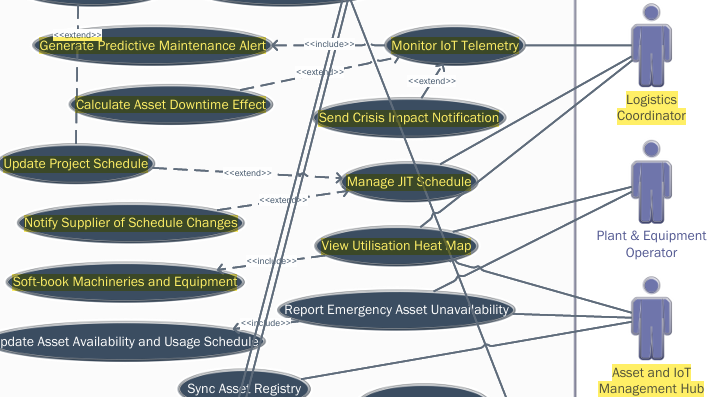 <<extend>>
Generate Predictive Maintenance Alert
<<include>>
Monitor IoT Telemetry
<<extend>>
<<extend>>
Calculate Asset Downtime Effect
Send Crisis Impact Notification
Logistics
Coordinator
Update Project Schedule
<<extend>>
Manage JIT Schedule
<<extend>>
Notify Supplier of Schedule Changes
View Utilisation Heat Map
Plant & Equipment
Operator
<<include>>
Soft-book Machineries and Equipment
Report Emergency Asset Unavailability
<<include>>
pdate Asset Availability and Usage Schedule
Sync Asset Registry
Asset and IoT
Management Hub